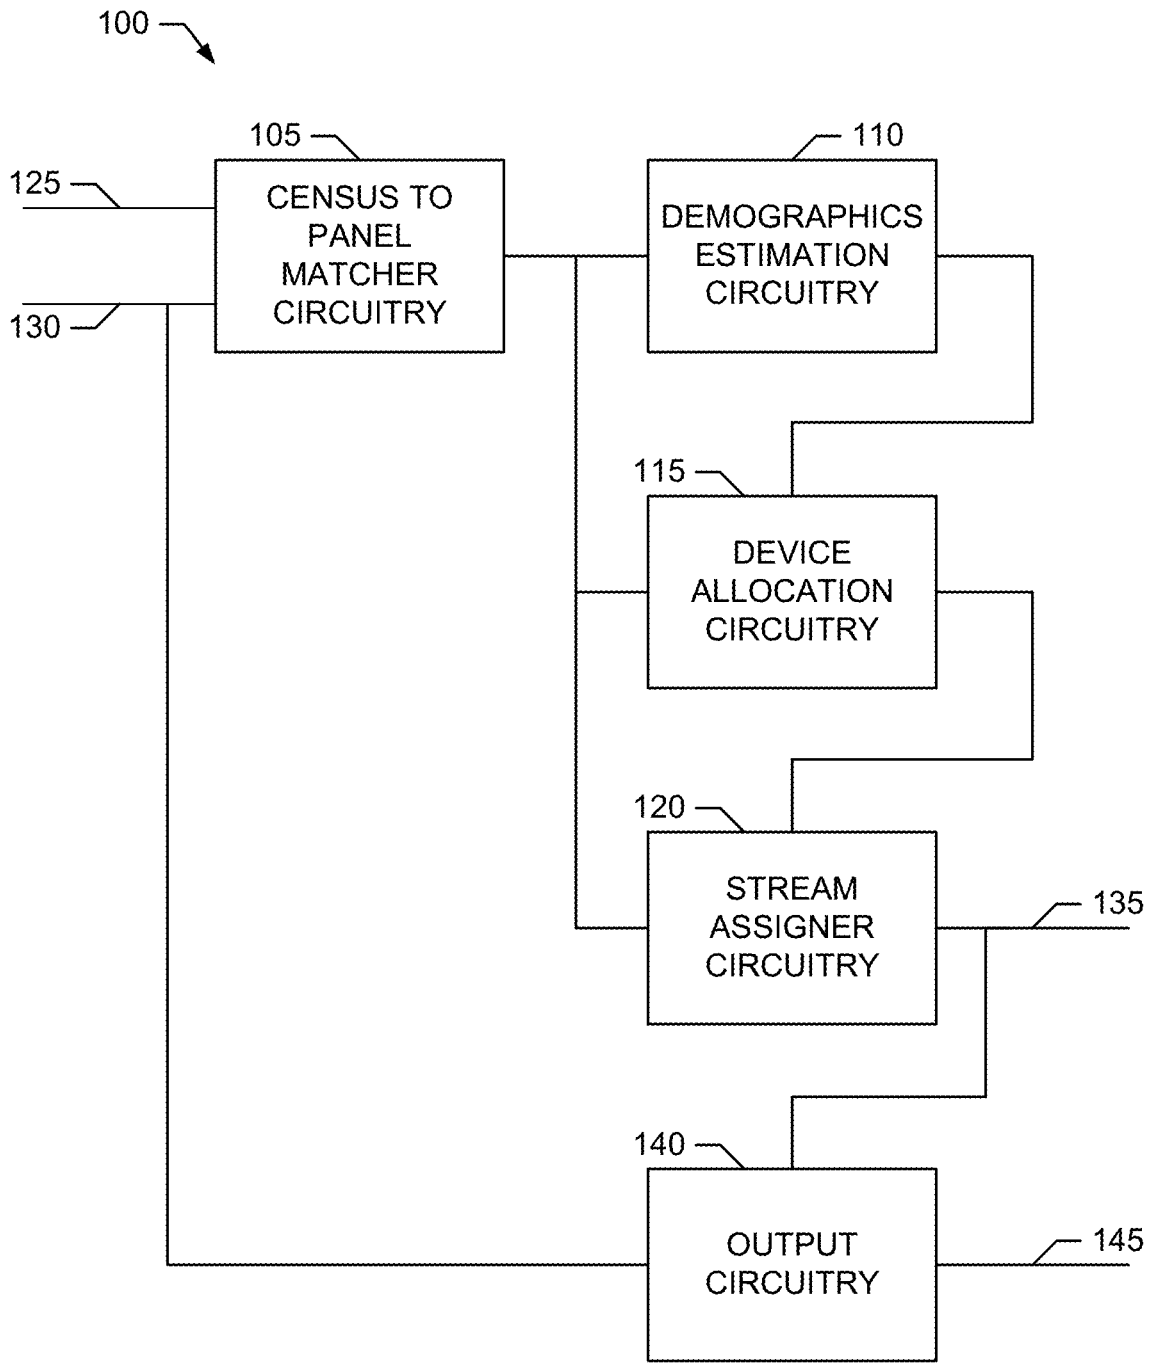 100
105
110
125
CENSUS TO
PANEL
MATCHER
CIRCUITRY
DEMOGRAPHICS
ESTIMATION
CIRCUITRY
130
115
DEVICE
ALLOCATION
CIRCUITRY
120
STREAM
ASSIGNER
CIRCUITRY
135
140
OUTPUT
CIRCUITRY
145